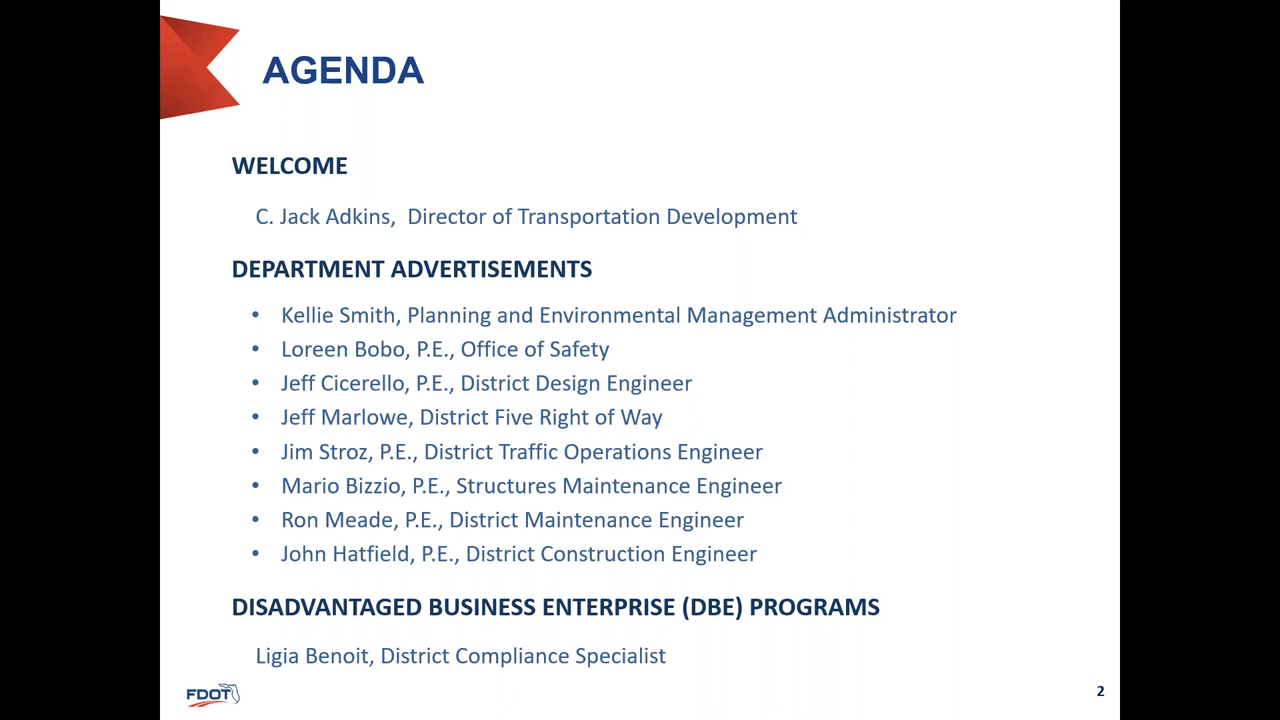 AGENDA
WELCOME
C. Jack Adkins,  Director of Transportation Development
DEPARTMENT ADVERTISEMENTS
• Kellie Smith, Planning and Environmental Management Administrator
• Loreen Bobo, P.E., Office of Safety
• Jeff Cicerello, P.E., District Design Engineer
• Jeff Marlowe, District Five Right of Way
• Jim Stroz, P.E., District Traffic Operations Engineer
• Mario Bizzio, P.E., Structures Maintenance Engineer
• Ron Meade, P.E., District Maintenance Engineer
• John Hatfield, P.E., District Construction Engineer
DISADVANTAGED BUSINESS ENTERPRISE (DBE) PROGRAMS
Ligia Benoit, District Compliance Specialist
FDOT
2